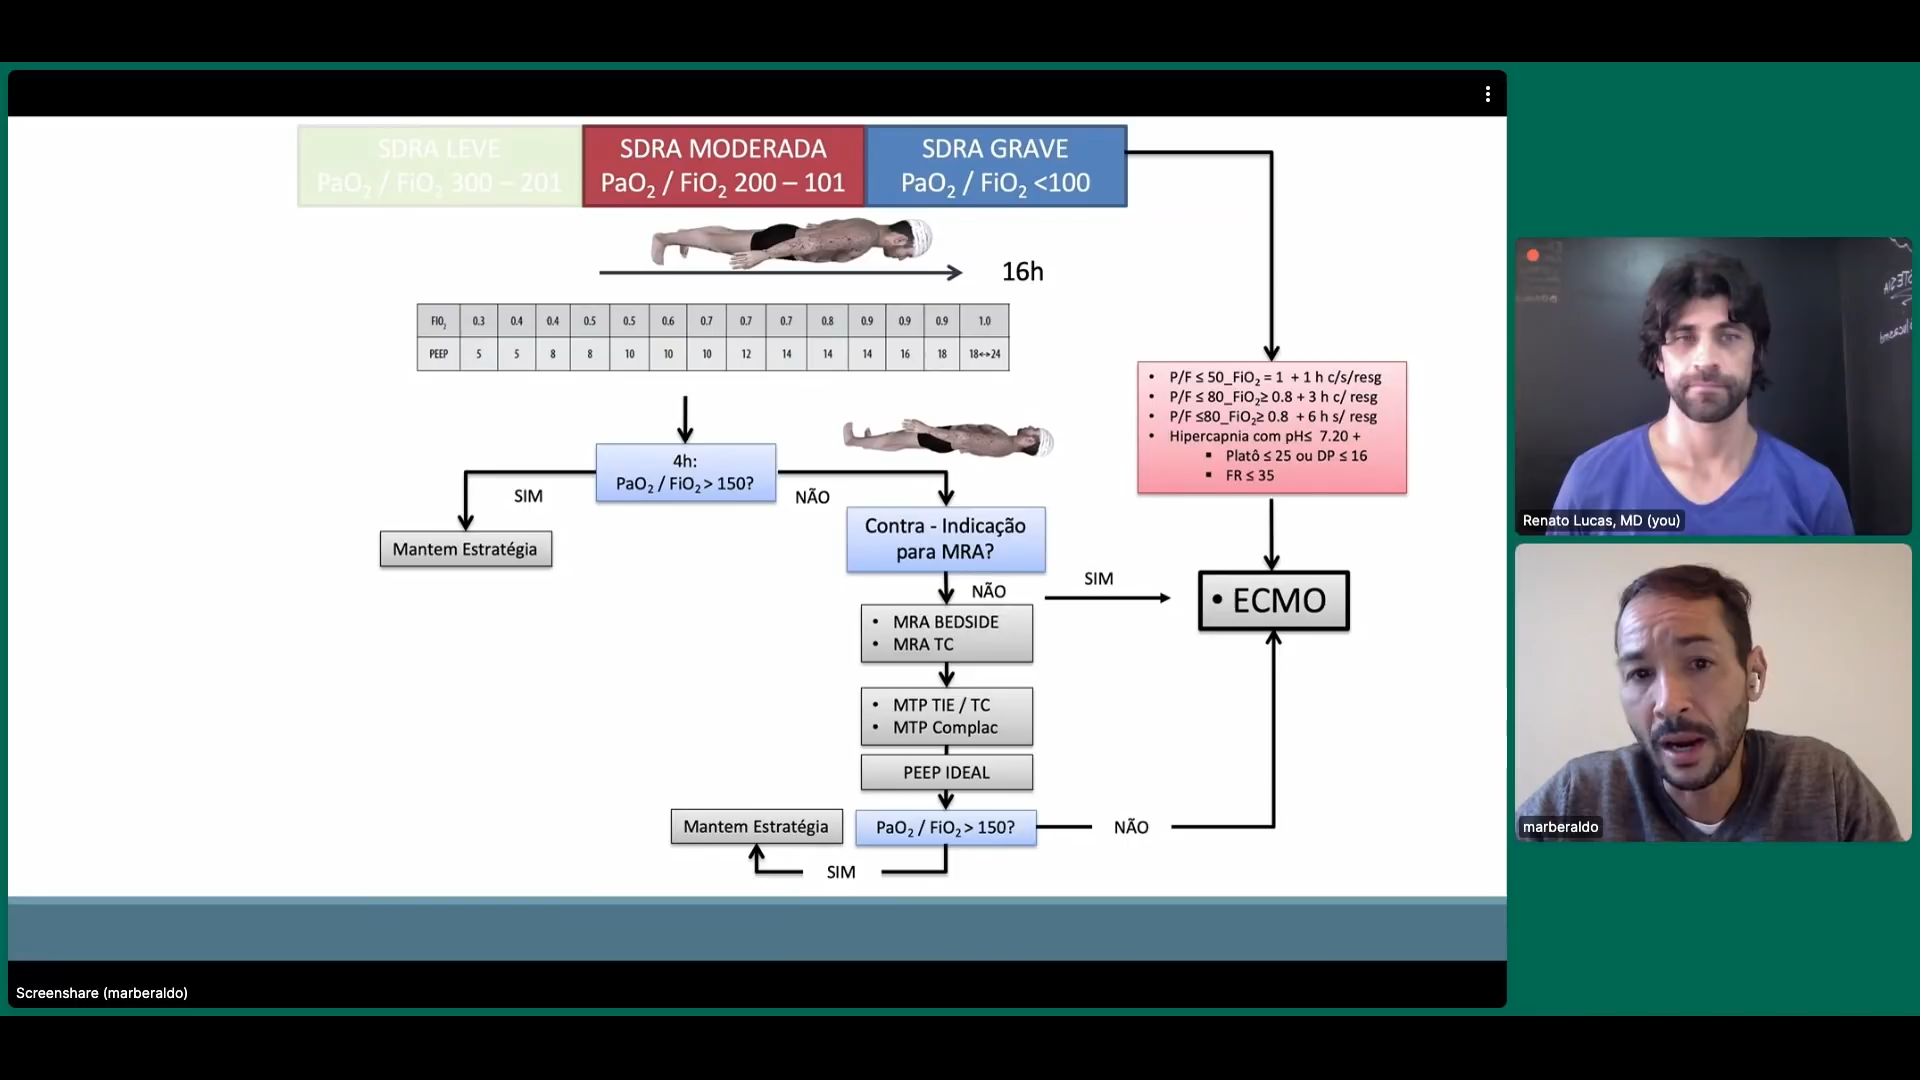 SDRA LEVE
PaO2 / FiO2 300 – 201
SDRA MODERADA
PaO2 / FiO2 200 – 101
SDRA GRAVE
PaO2 / FiO2 <100
16h
FIO2 0.3 0.4 0.4 0.5 0.5 0.6 0.7 0.7 0.7 0.8 0.9 0.9 0.9 1.0
PEEP 5 5 8 8 10 10 10 12 14 14 14 16 18 18↔24
4h:
PaO2 / FiO2 > 150?
SIM
NÃO
Mantem Estratégia
Contra - Indicação
para MRA?
NÃO
SIM
• MRA BEDSIDE
• MRA TC
• MTP TIE / TC
• MTP Complac
PEEP IDEAL
PaO2 / FiO2 > 150?
Mantem Estratégia
SIM
NÃO
• P/F ≤ 50_FiO2 = 1 + 1 h c/s/resg
• P/F ≤ 80_FiO2≥ 0.8 + 3 h c/ resg
• P/F ≤80_FiO2≥ 0.8 + 6 h s/ resg
• Hipercapnia com pH≤ 7.20 +
▪ Platô ≤ 25 ou DP ≤ 16
▪ FR ≤ 35
• ECMO
Renato Lucas, MD (you)
marberaldo
Screenshare (marberaldo)